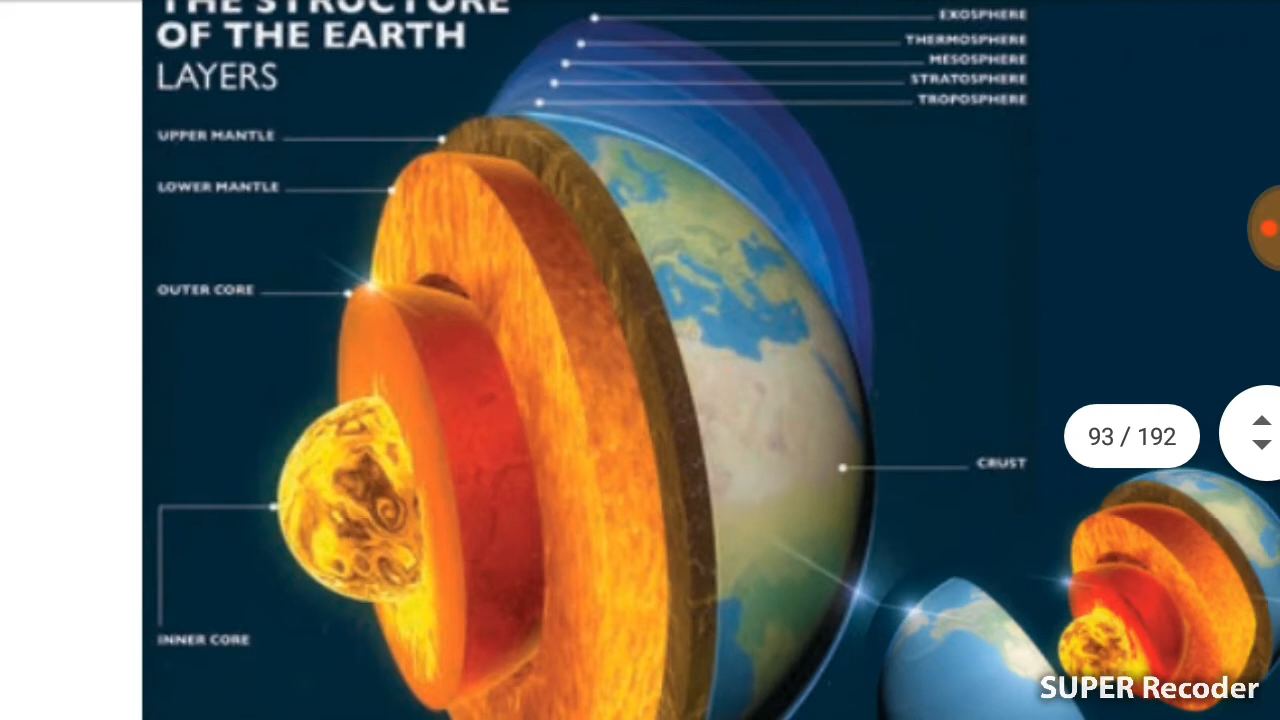 THE STRUCTURE
OF THE EARTH
LAYERS
EXOSPHERE
THERMOSPHERE
MESOSPHERE
STRATOSPHERE
TROPOSPHERE
UPPER MANTLE
LOWER MANTLE
OUTER CORE
CRUST
INNER CORE
93 / 192
SUPER Recoder